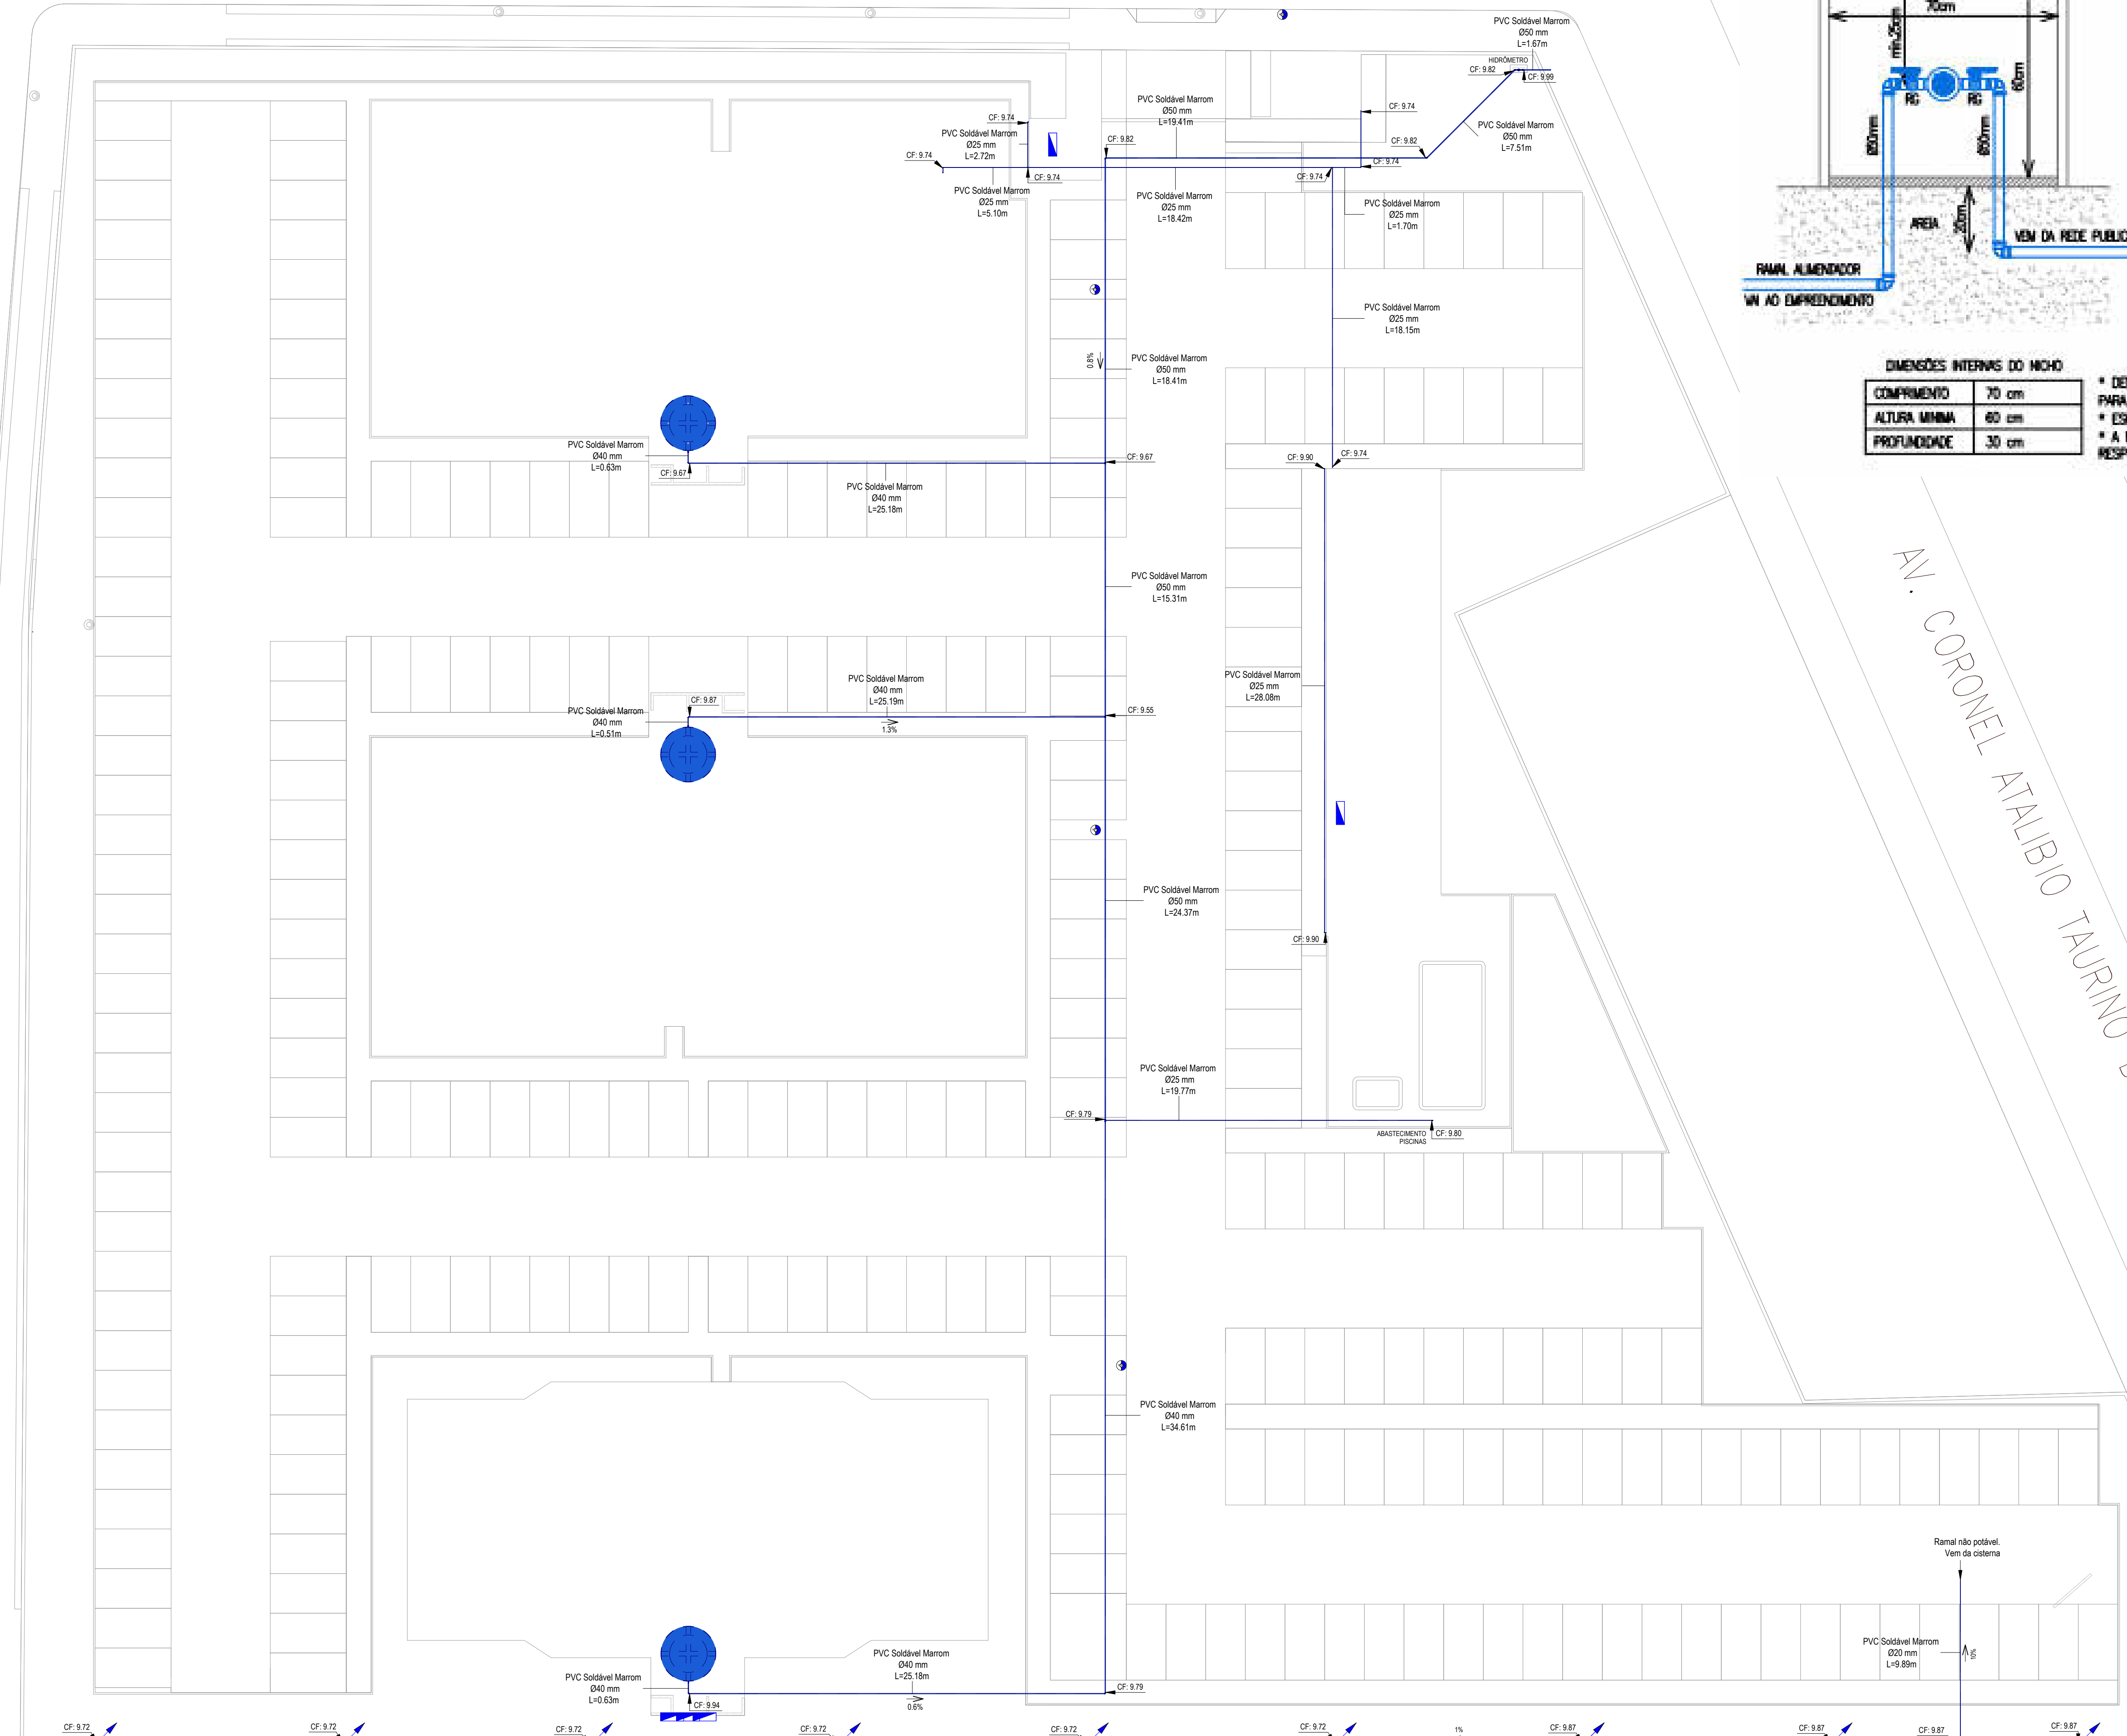 PVC Soldável Marrom
Ø50 mm
L=1.67m
HIDRÔMETRO
CF: 9.82
CF: 9.99
PVC Soldável Marrom
Ø50 mm
L=19.41m
CF: 9.74
CF: 9.74
PVC Soldável Marrom
Ø25 mm
L=2.72m
CF: 9.82
CF: 9.82
PVC Soldável Marrom
Ø50 mm
L=7.51m
CF: 9.74
CF: 9.74
CF: 9.74
CF: 9.74
PVC Soldável Marrom
Ø25 mm
L=5.10m
PVC Soldável Marrom
Ø25 mm
L=18.42m
PVC Soldável Marrom
Ø25 mm
L=1.70m
PVC Soldável Marrom
Ø25 mm
L=18.15m
0.8%
PVC Soldável Marrom
Ø50 mm
L=18.41m
PVC Soldável Marrom
Ø40 mm
L=0.63m
CF: 9.67
CF: 9.67
CF: 9.90
CF: 9.74
PVC Soldável Marrom
Ø40 mm
L=25.18m
PVC Soldável Marrom
Ø50 mm
L=15.31m
PVC Soldável Marrom
Ø40 mm
L=25.19m
PVC Soldável Marrom
Ø25 mm
L=28.08m
CF: 9.87
PVC Soldável Marrom
Ø40 mm
L=0.51m
CF: 9.55
1.3%
PVC Soldável Marrom
Ø50 mm
L=24.37m
CF: 9.90
PVC Soldável Marrom
Ø25 mm
L=19.77m
CF: 9.79
ABASTECIMENTO
PISCINAS
CF: 9.80
PVC Soldável Marrom
Ø40 mm
L=34.61m
Ramal não potável.
Vem da cisterna
PVC Soldável Marrom
Ø20 mm
L=9.89m
10%
PVC Soldável Marrom
Ø40 mm
L=25.18m
PVC Soldável Marrom
Ø40 mm
L=0.63m
CF: 9.94
CF: 9.79
0.6%
CF: 9.72
CF: 9.72
CF: 9.72
CF: 9.72
CF: 9.72
CF: 9.72
1%
CF: 9.87
CF: 9.87
CF: 9.87
CF: 9.87
70cm
min.25cm
60cm
RG
RG
Ø50mm
Ø50mm
AREIA
20cm
VEM DA REDE PUBLIC
RAMAL ALIMENTADOR
VAI AO EMPREENDIMENTO
DIMENSÕES INTERNAS DO NICHO
COMPRIMENTO 70 cm
ALTURA MINIMA 60 cm
PROFUNDIDADE 30 cm
PARA
* A
RESP
AV. CORONEL ATALIBIO TAURINO